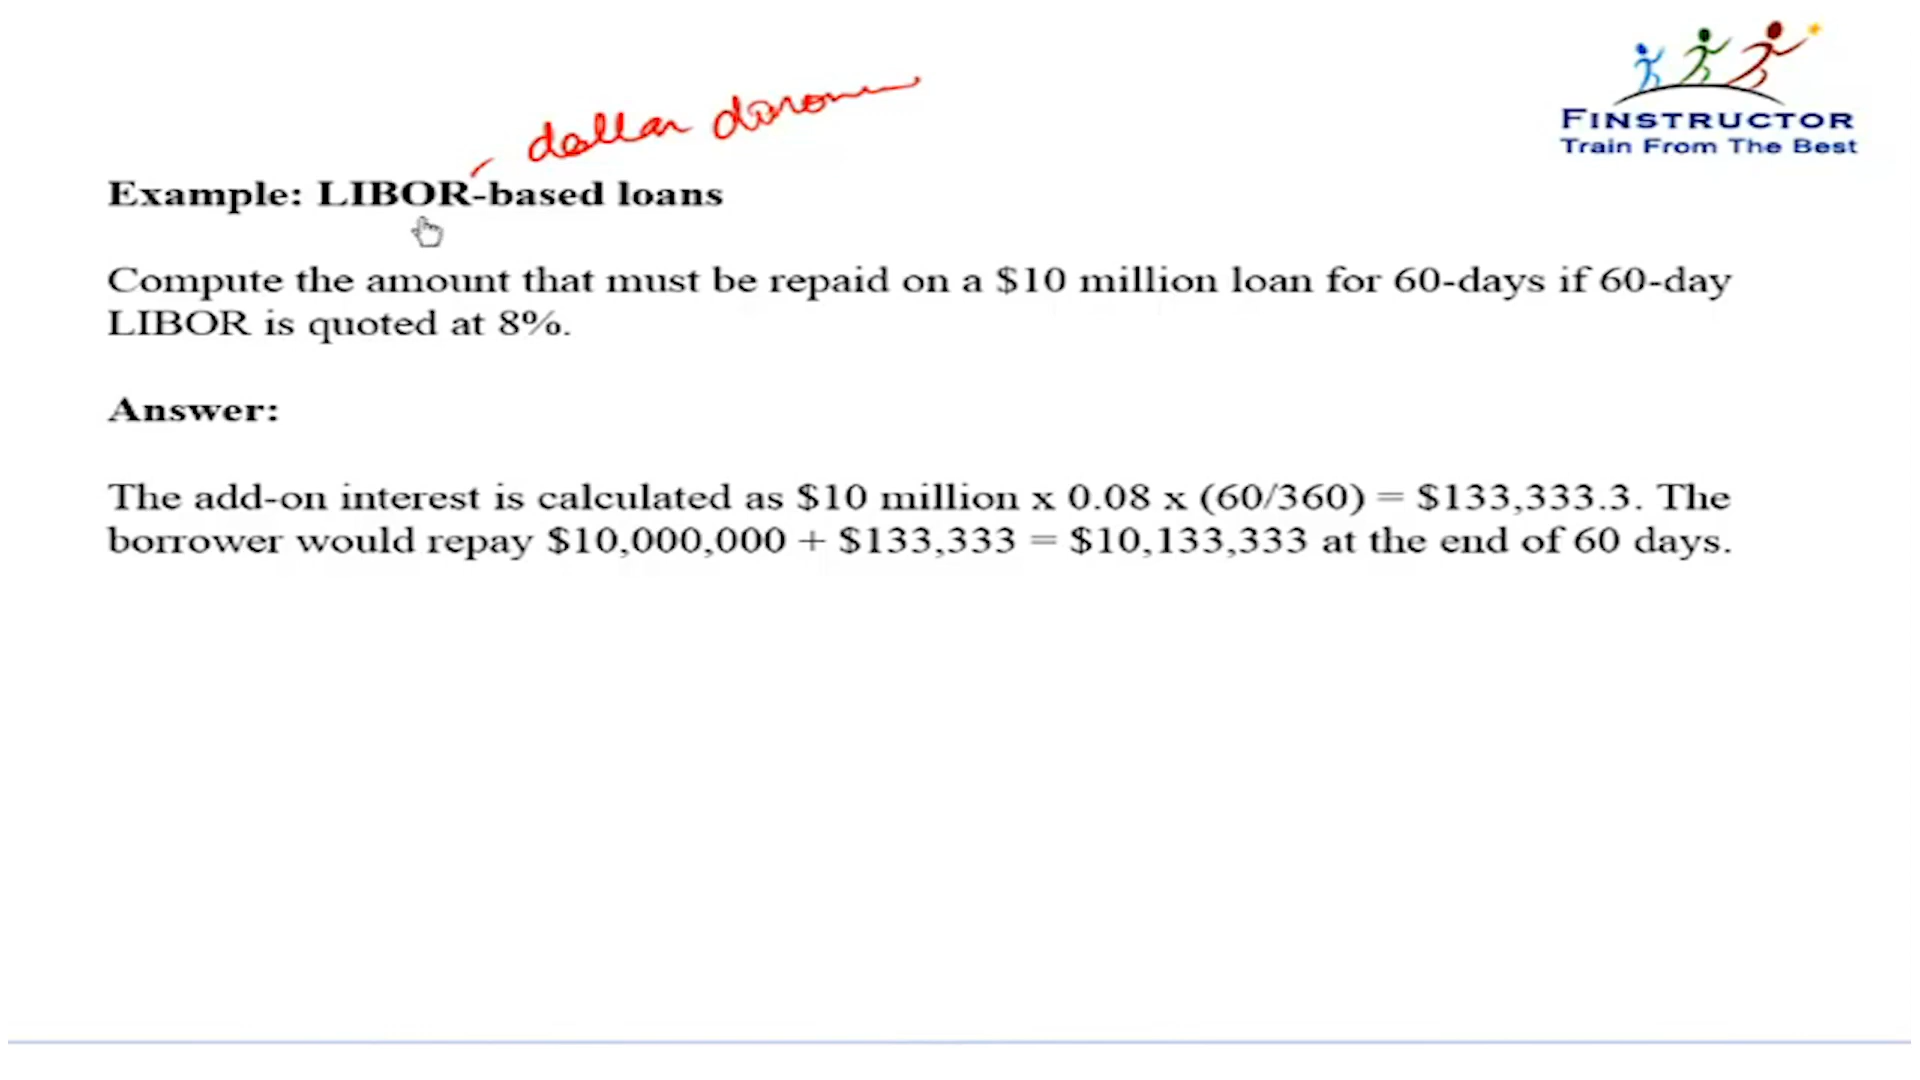 FINSTRUCTOR
Train From The Best
dollar
Example: LIBOR-based loans
Compute the amount that must be repaid on a $10 million loan for 60-days if 60-day
LIBOR is quoted at 8%.
Answer:
The add-on interest is calculated as $10 million x 0.08 x (60/360) = $133,333.3. The
borrower would repay $10,000,000 + $133,333 = $10,133,333 at the end of 60 days.